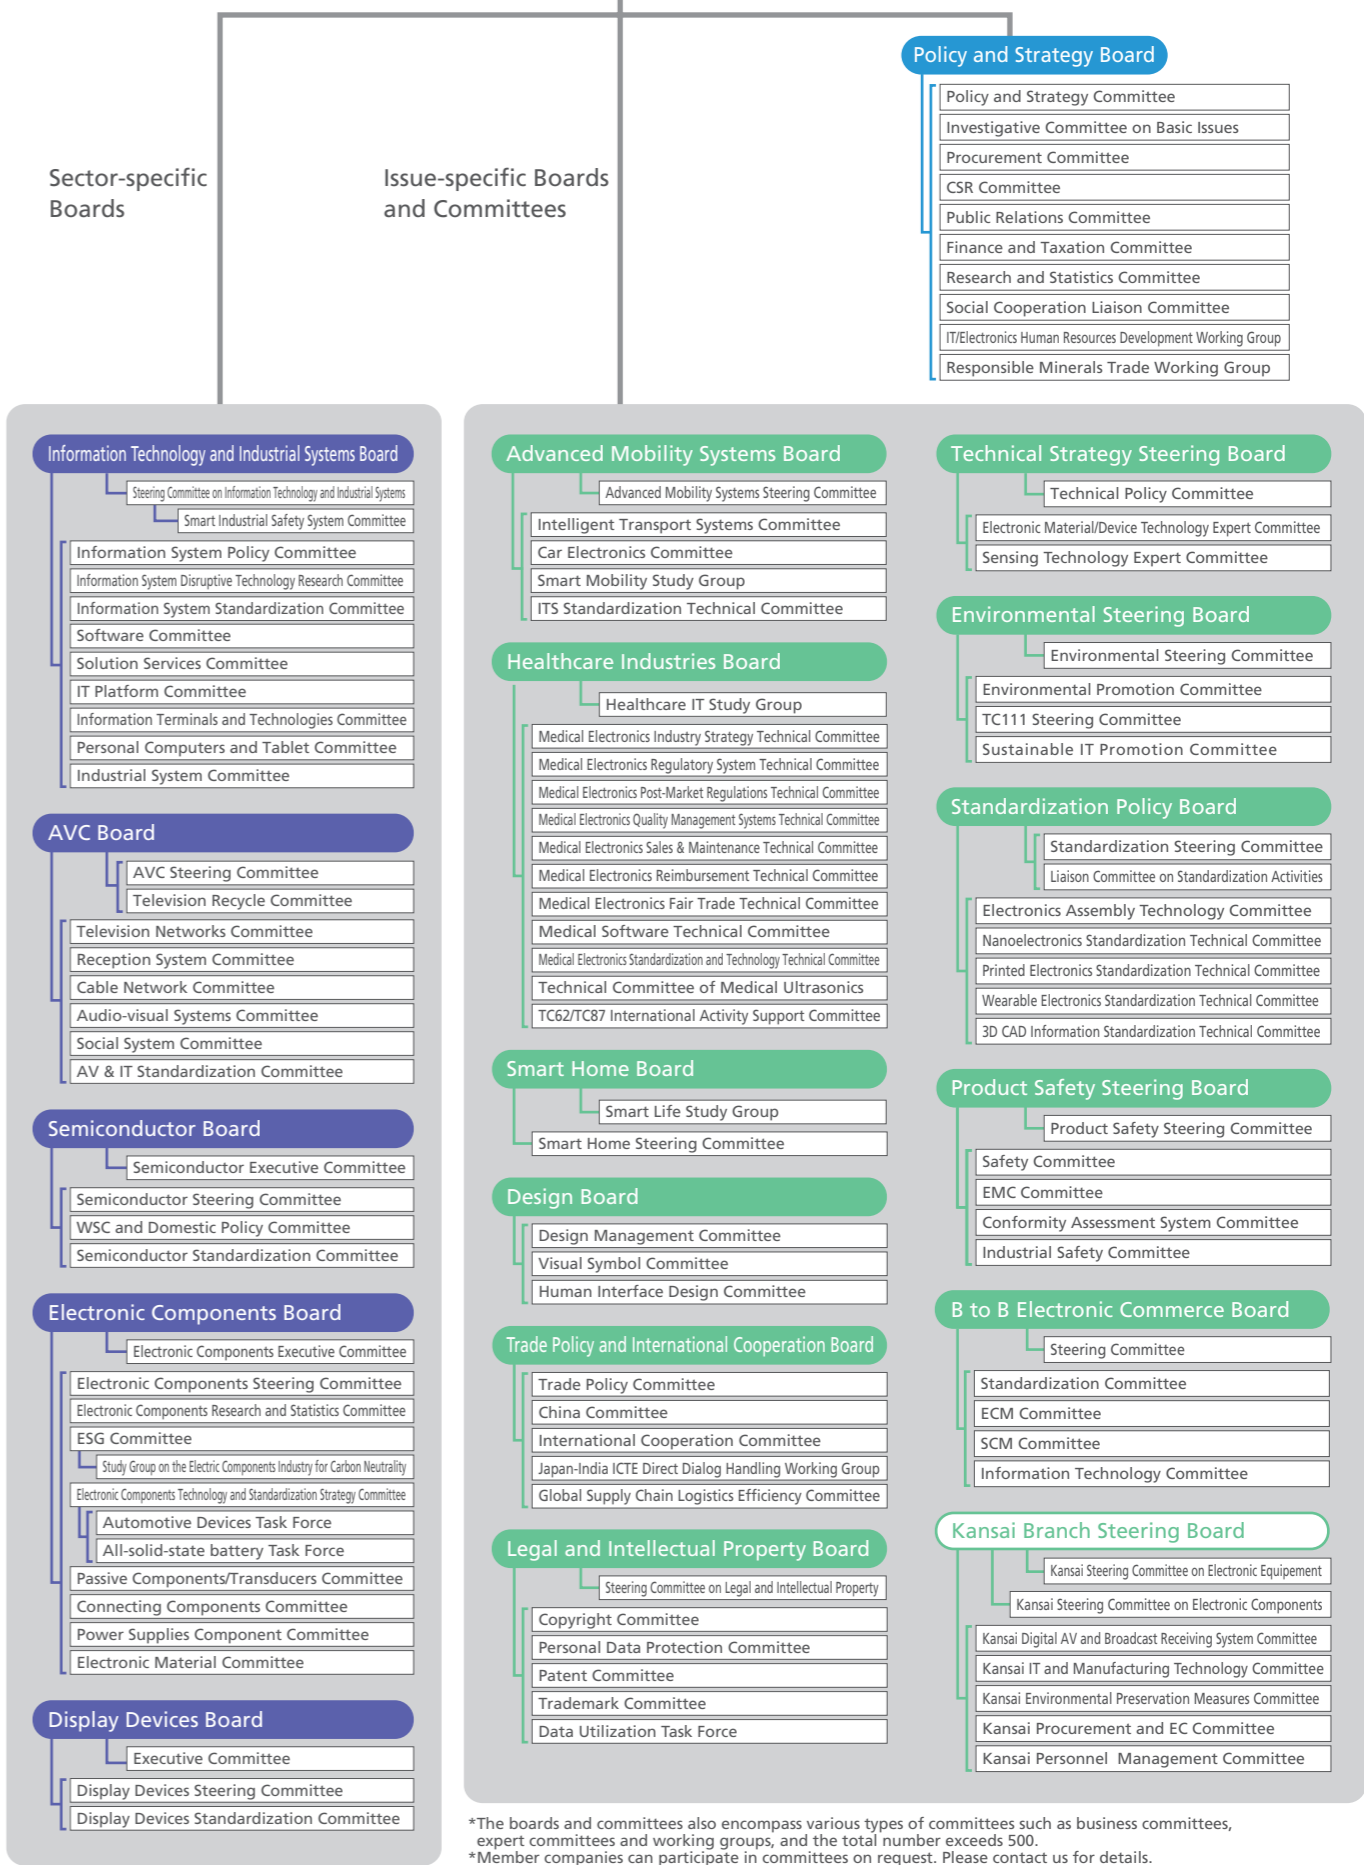 Policy and Strategy Board
Policy and Strategy Committee
Investigative Committee on Basic Issues
Procurement Committee
CSR Committee
Public Relations Committee
Finance and Taxation Committee
Research and Statistics Committee
Social Cooperation Liaison Committee
IT/Electronics Human Resources Development Working Group
Responsible Minerals Trade Working Group
Sector-specific
Boards
Issue-specific Boards
and Committees
Information Technology and Industrial Systems Board
Steering Committee on Information Technology and Industrial Systems
Smart Industrial Safety System Committee
Information System Policy Committee
Information System Disruptive Technology Research Committee
Information System Standardization Committee
Software Committee
Solution Services Committee
IT Platform Committee
Information Terminals and Technologies Committee
Personal Computers and Tablet Committee
Industrial System Committee
AVC Board
AVC Steering Committee
Television Recycle Committee
Television Networks Committee
Reception System Committee
Cable Network Committee
Audio-visual Systems Committee
Social System Committee
AV & IT Standardization Committee
Semiconductor Board
Semiconductor Executive Committee
Semiconductor Steering Committee
WSC and Domestic Policy Committee
Semiconductor Standardization Committee
Electronic Components Board
Electronic Components Executive Committee
Electronic Components Steering Committee
Electronic Components Research and Statistics Committee
ESG Committee
Study Group on the Electric Components Industry for Carbon Neutrality
Electronic Components Technology and Standardization Strategy Committee
Automotive Devices Task Force
All-solid-state battery Task Force
Passive Components/Transducers Committee
Connecting Components Committee
Power Supplies Component Committee
Electronic Material Committee
Display Devices Board
Executive Committee
Display Devices Steering Committee
Display Devices Standardization Committee
Advanced Mobility Systems Board
Advanced Mobility Systems Steering Committee
Intelligent Transport Systems Committee
Car Electronics Committee
Smart Mobility Study Group
ITS Standardization Technical Committee
Healthcare Industries Board
Healthcare IT Study Group
Medical Electronics Industry Strategy Technical Committee
Medical Electronics Regulatory System Technical Committee
Medical Electronics Post-Market Regulations Technical Committee
Medical Electronics Quality Management Systems Technical Committee
Medical Electronics Sales & Maintenance Technical Committee
Medical Electronics Reimbursement Technical Committee
Medical Electronics Fair Trade Technical Committee
Medical Software Technical Committee
Medical Electronics Standardization and Technology Technical Committee
Technical Committee of Medical Ultrasonics
TC62/TC87 International Activity Support Committee
Smart Home Board
Smart Life Study Group
Smart Home Steering Committee
Design Board
Design Management Committee
Visual Symbol Committee
Human Interface Design Committee
Trade Policy and International Cooperation Board
Trade Policy Committee
China Committee
International Cooperation Committee
Japan-India ICTE Direct Dialog Handling Working Group
Global Supply Chain Logistics Efficiency Committee
Legal and Intellectual Property Board
Steering Committee on Legal and Intellectual Property
Copyright Committee
Personal Data Protection Committee
Patent Committee
Trademark Committee
Data Utilization Task Force
Technical Strategy Steering Board
Technical Policy Committee
Electronic Material/Device Technology Expert Committee
Sensing Technology Expert Committee
Environmental Steering Board
Environmental Steering Committee
Environmental Promotion Committee
TC111 Steering Committee
Sustainable IT Promotion Committee
Standardization Policy Board
Standardization Steering Committee
Liaison Committee on Standardization Activities
Electronics Assembly Technology Committee
Nanoelectronics Standardization Technical Committee
Printed Electronics Standardization Technical Committee
Wearable Electronics Standardization Technical Committee
3D CAD Information Standardization Technical Committee
Product Safety Steering Board
Product Safety Steering Committee
Safety Committee
EMC Committee
Conformity Assessment System Committee
Industrial Safety Committee
B to B Electronic Commerce Board
Steering Committee
Standardization Committee
ECM Committee
SCM Committee
Information Technology Committee
Kansai Branch Steering Board
Kansai Steering Committee on Electronic Equipement
Kansai Steering Committee on Electronic Components
Kansai Digital AV and Broadcast Receiving System Committee
Kansai IT and Manufacturing Technology Committee
Kansai Environmental Preservation Measures Committee
Kansai Procurement and EC Committee
Kansai Personnel Management Committee
*The boards and committees also encompass various types of committees such as business committees,
expert committees and working groups, and the total number exceeds 500.
*Member companies can participate in committees on request. Please contact us for details.